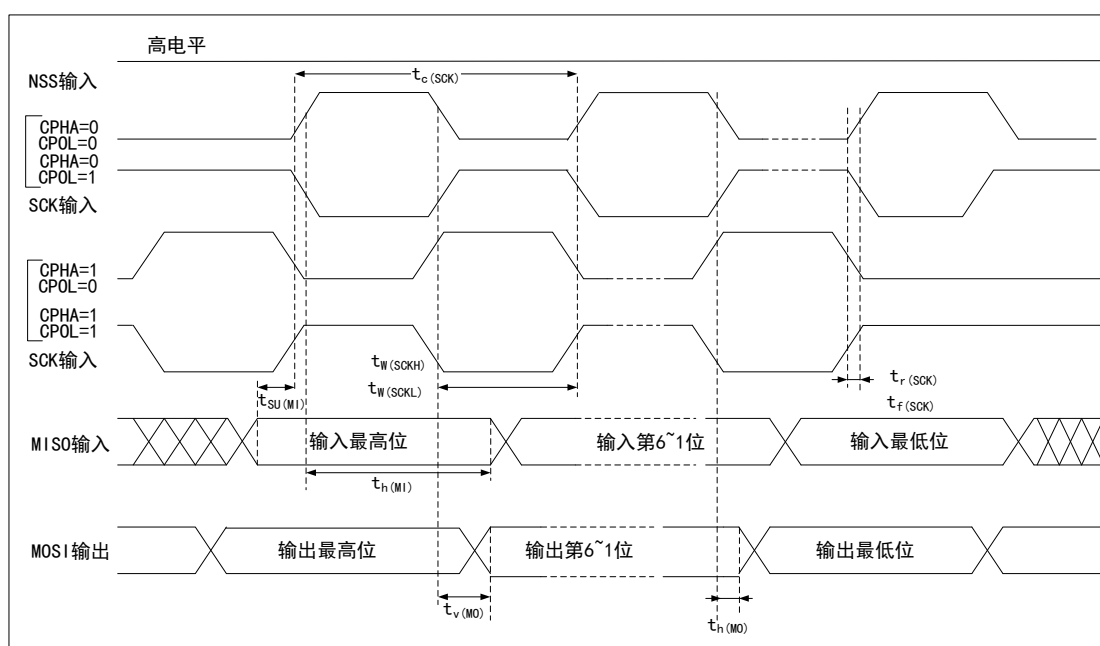 高电平
NSS输入
tc(SCK)
CPHA=0
CPOL=0
CPHA=0
CPOL=1
SCK输入
CPHA=1
CPOL=0
CPHA=1
CPOL=1
SCK输入
tW(SCKH)
tW(SCKL)
tr(SCK)
tf(SCK)
tSU(MI)
MISO输入
输入最高位
输入第6~1位
输入最低位
th(MI)
MOSI输出
输出最高位
输出第6~1位
输出最低位
tv(MO)
th(MO)